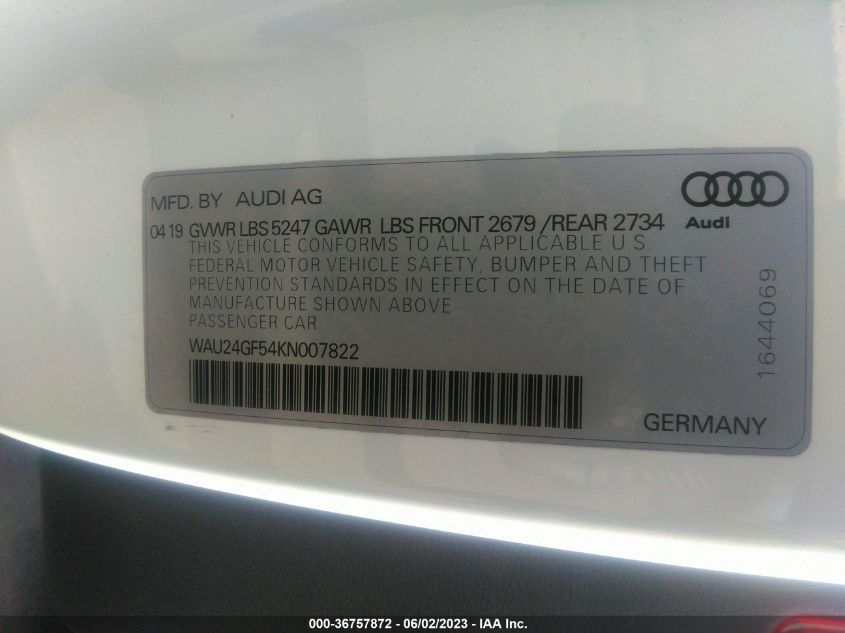 MFD. BY AUDI AG
Audi
04 19 GVWR LBS 5247 GAWR LBS FRONT 2679 /REAR 2734
THIS VEHICLE CONFORMS TO ALL APPLICABLE U.S.
FEDERAL MOTOR VEHICLE SAFETY, BUMPER AND THEFT
PREVENTION STANDARDS IN EFFECT ON THE DATE OF
MANUFACTURE SHOWN ABOVE
PASSENGER CAR
WAU24GF54KN007822
1644069
GERMANY
000-36757872 - 06/02/2023 - IAA Inc.